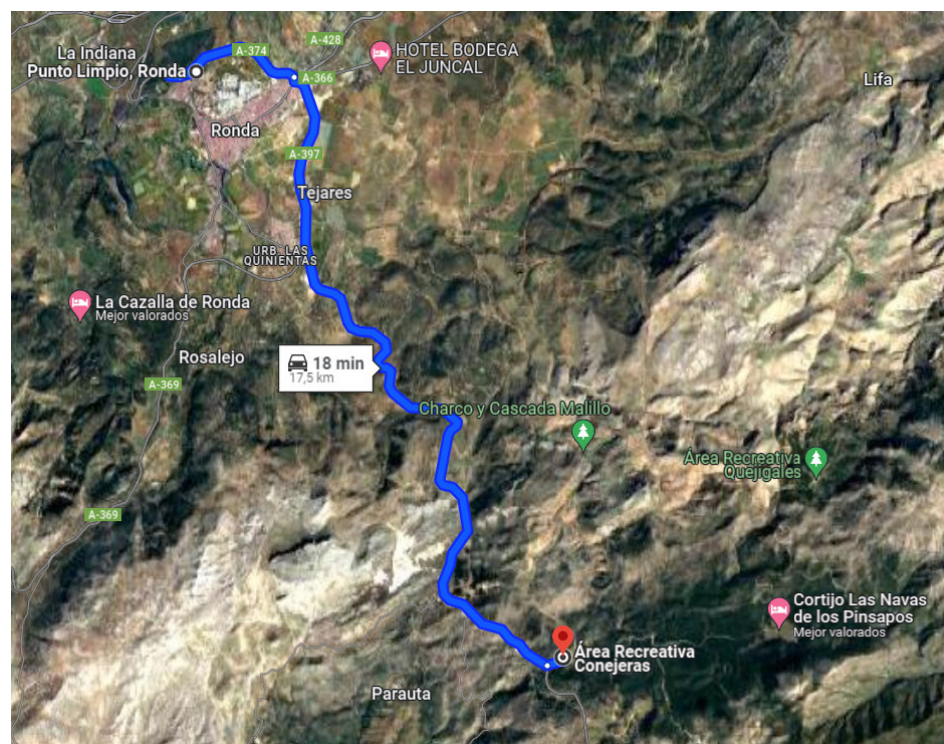 La Indiana
Punto Limpio, Ronda
A-374
A-428
A-366
HOTEL BODEGA
EL JUNCAL
Lifa
Ronda
A-397
Tejares
URB. LAS
QUINIENTAS
La Cazalla de Ronda
Mejor valorados
Rosalejo
18 min
17,5 km
A-369
Charco y Cascada Malillo
Área Recreativa
Quejigales
A-369
Cortijo Las Navas
de los Pinsapos
Mejor valorados
Área Recreativa
Conejeras
Parauta